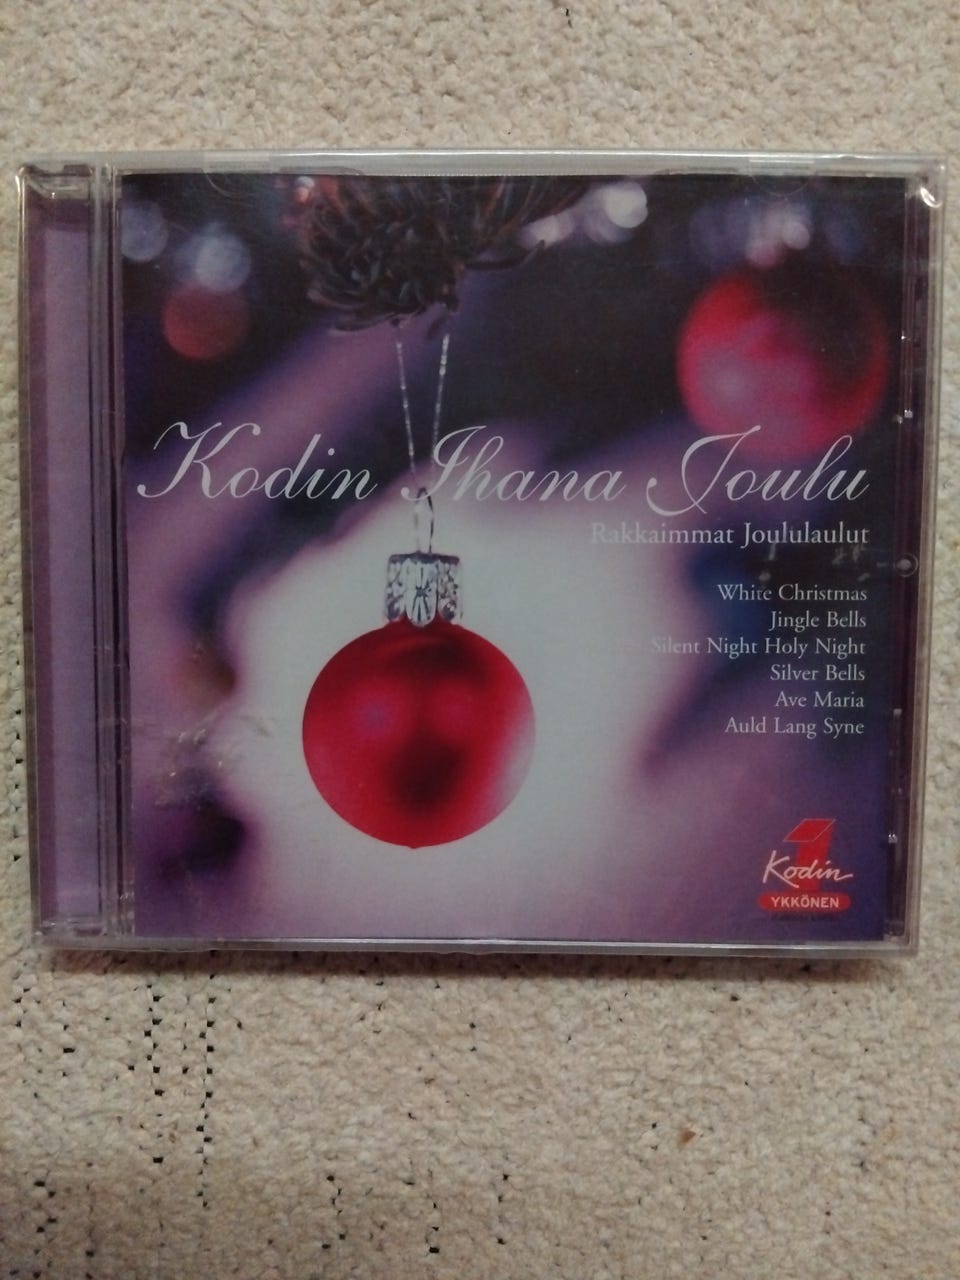 Kodin Ihana Joulu
Rakkaimmat Joululaulut
White Christmas
Jingle Bells
Silent Night Holy Night
Silver Bells
Ave Maria
Auld Lang Syne
1
Kodin
YKKÖNEN